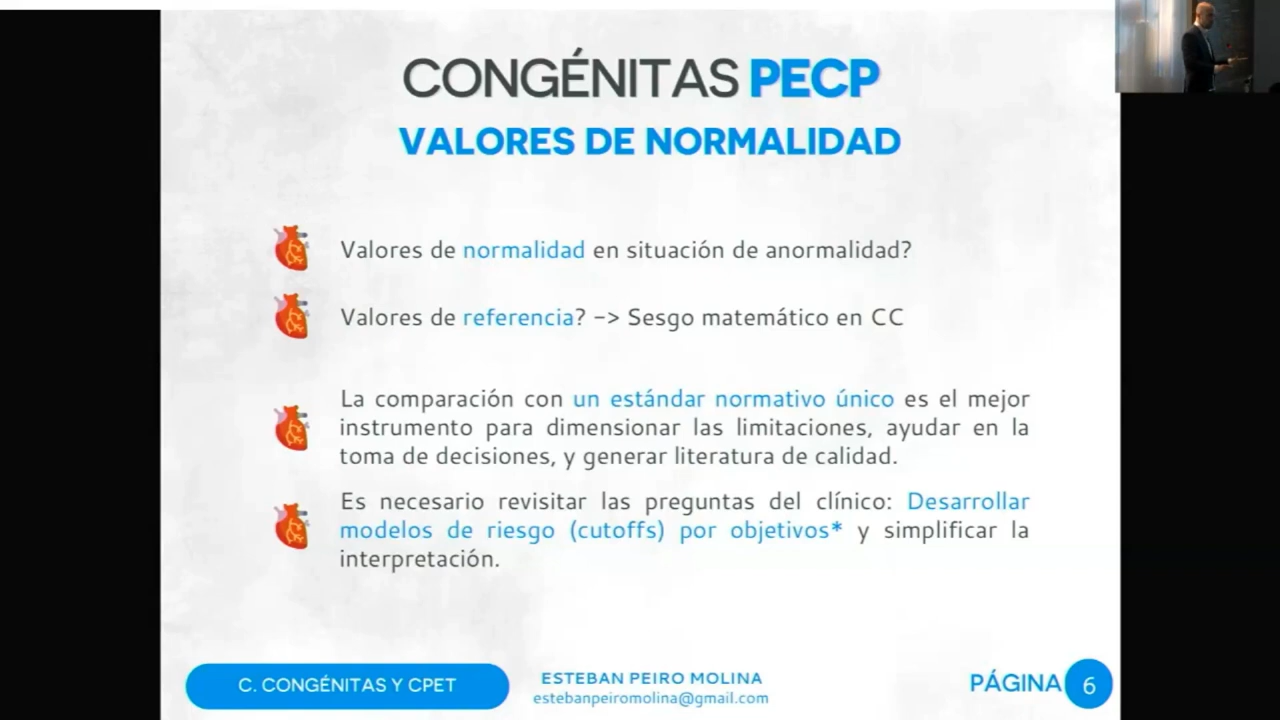 CONGÉNITAS PECP
VALORES DE NORMALIDAD
Valores de normalidad en situación de anormalidad?
Valores de referencia? -> Sesgo matemático en CC
La comparación con un estándar normativo único es el mejor
instrumento para dimensionar las limitaciones, ayudar en la
toma de decisiones, y generar literatura de calidad.
Es necesario revisitar las preguntas del clínico: Desarrollar
modelos de riesgo (cutoffs) por objetivos* y simplificar la
interpretación.
C. CONGÉNITAS Y CPET
ESTEBAN PEIRO MOLINA
estebanpeiromolina@gmail.com
PÁGINA 6